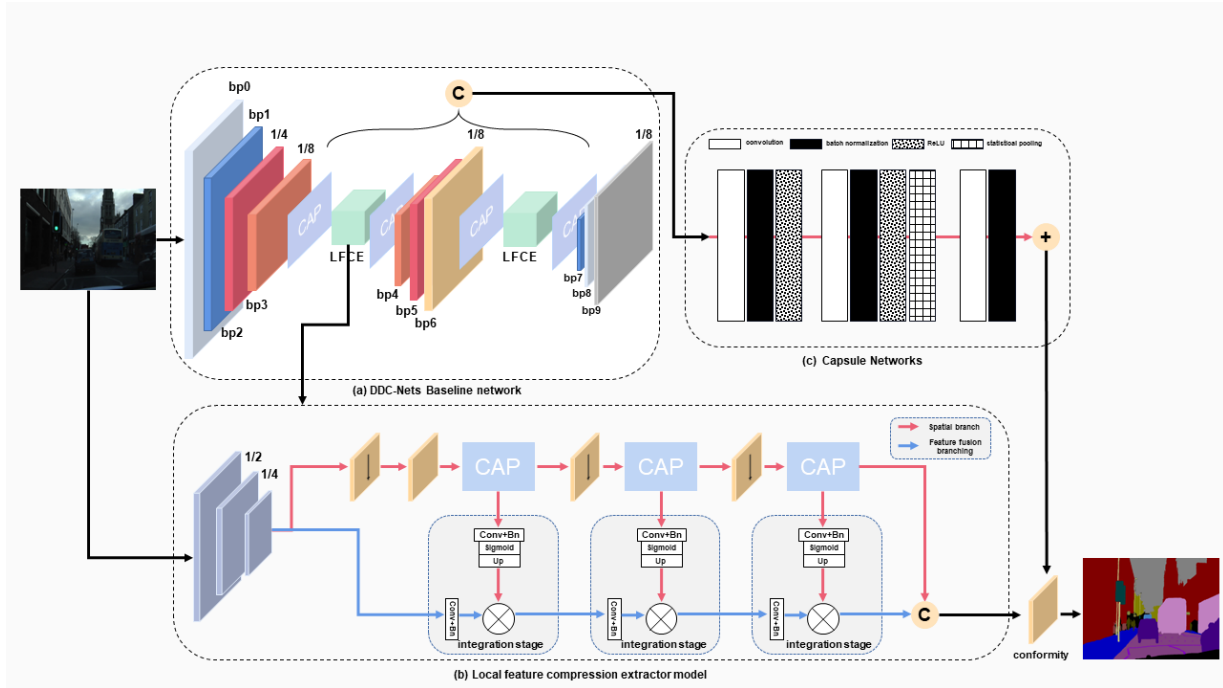 bp0
bp1
1/4
1/8
C
1/8
1/8
CAP
LFCE
CAP
CAP
LFCE
CAP
bp2
bp3
bp4
bp5
bp6
bp7
bp8
bp9
(a) DDC-Nets Baseline network
convolution
batch normalization
ReLU
statistical pooling
+
(c) Capsule Networks
Spatial branch
Feature fusion
branching
1/2
1/4
CAP
CAP
CAP
Conv+Bn
Sigmoid
Up
Conv+Bn
Sigmoid
Up
Conv+Bn
Sigmoid
Up
Conv+Bn
Conv+Bn
Conv+Bn
C
integration stage
integration stage
integration stage
conformity
(b) Local feature compression extractor model